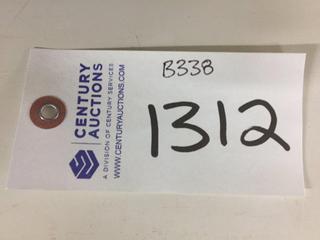 B338
1312
CENTURY
AUCTIONS
A DIVISION OF CENTURY SERVICES
WWW.CENTURYAUCTIONS.COM